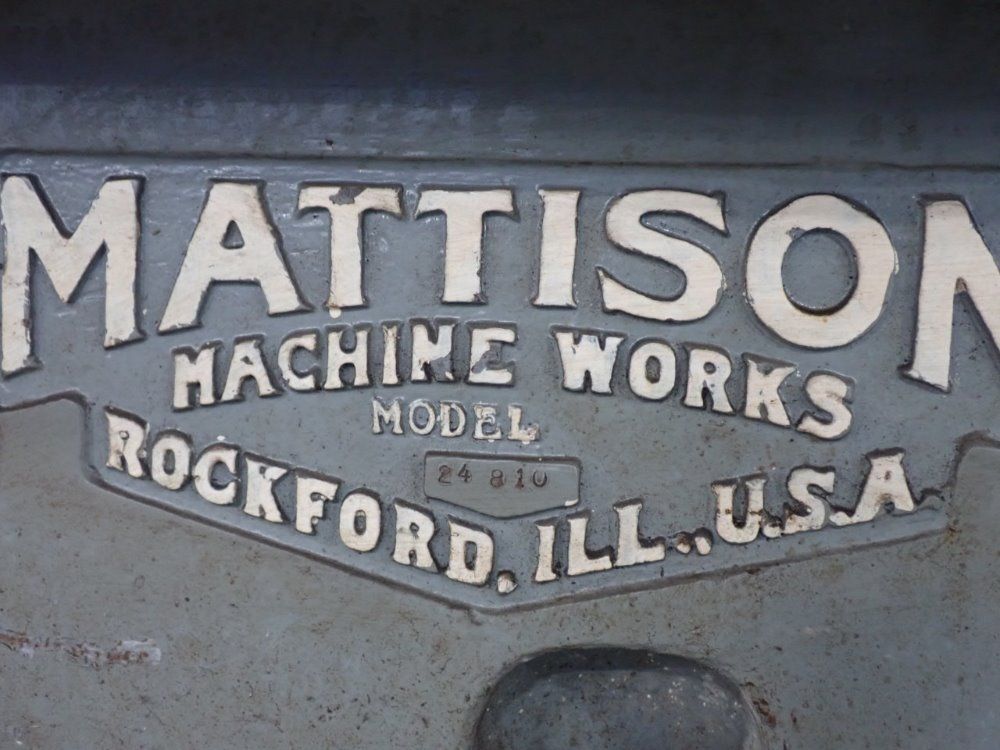 MATTISON
MACHINE WORKS
MODEL
24 810
ROCKFORD, ILL., U.S.A